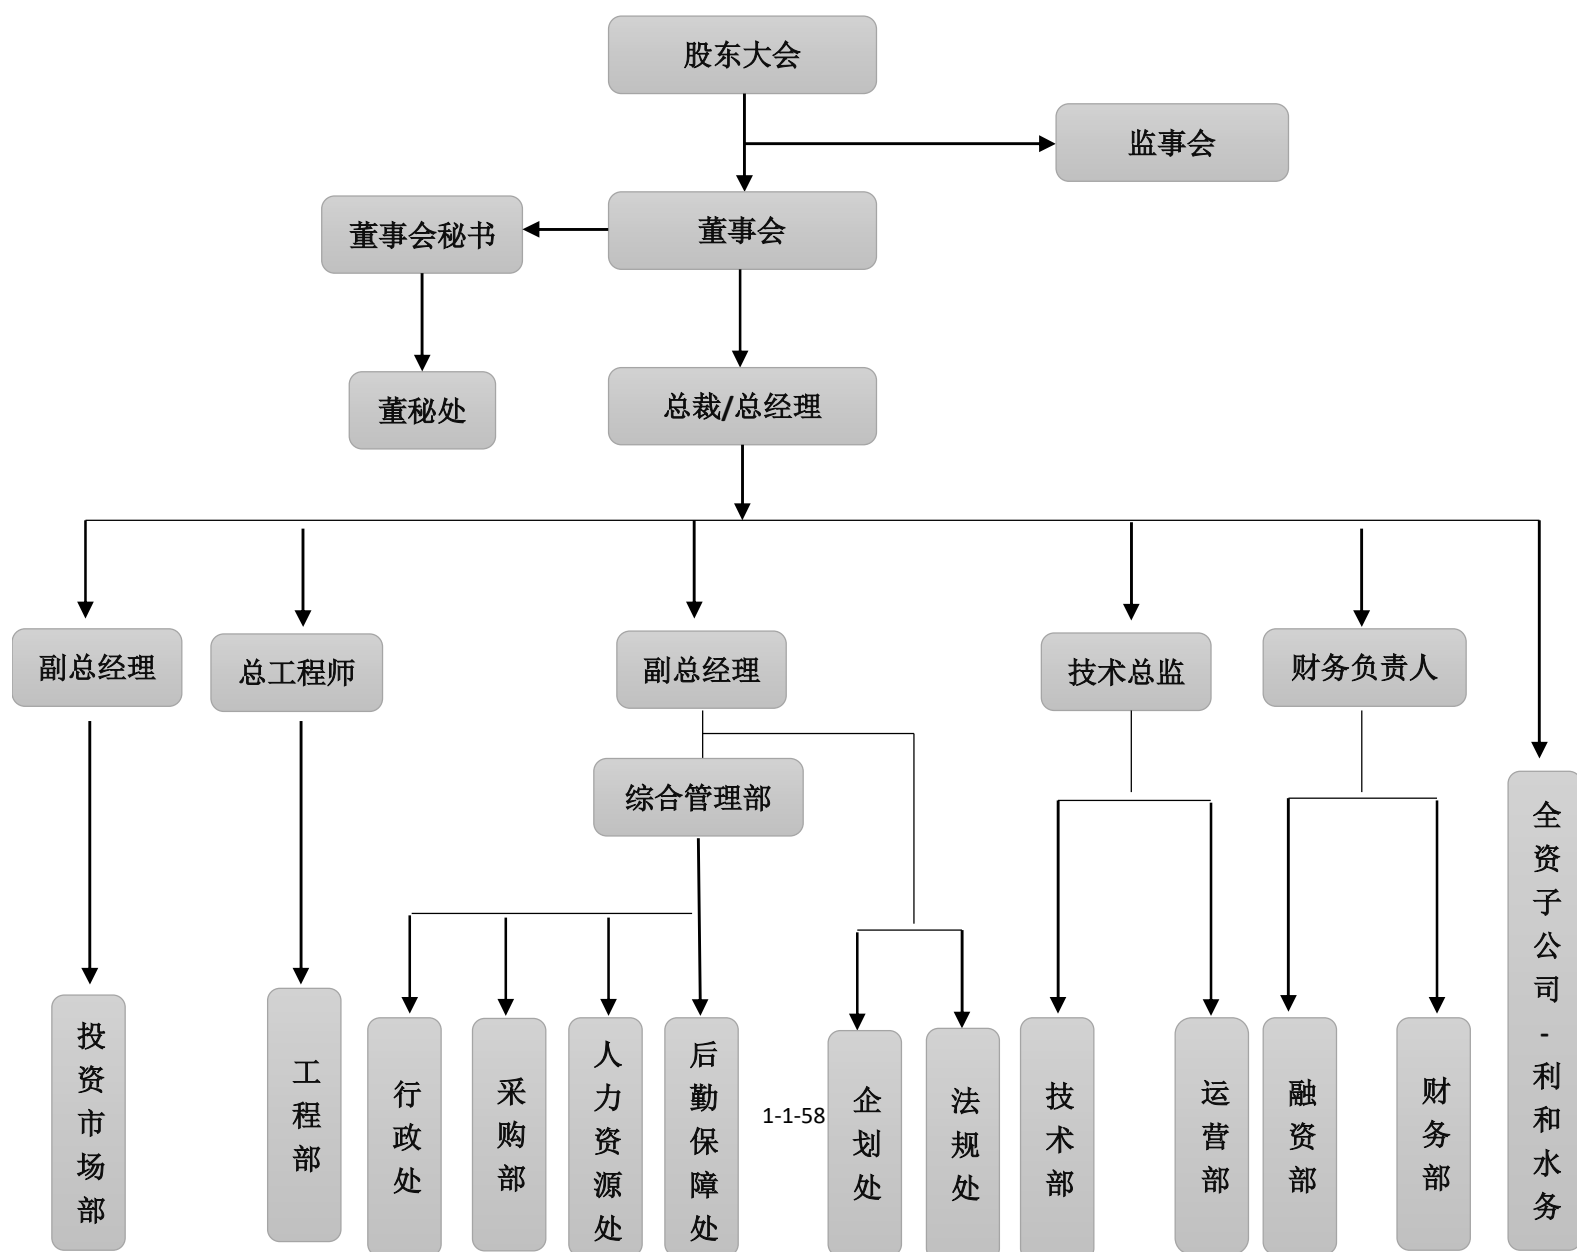 股东大会
监事会
董事会秘书
董事会
董秘处
总裁/总经理
副总经理
总工程师
副总经理
技术总监
财务负责人
综合管理部
全资子公司-利和水务
投资市场部
工程部
行政处
采购部
人力资源处
后勤保障处
1-1-58
企划处
法规处
技术部
运营部
融资部
财务部